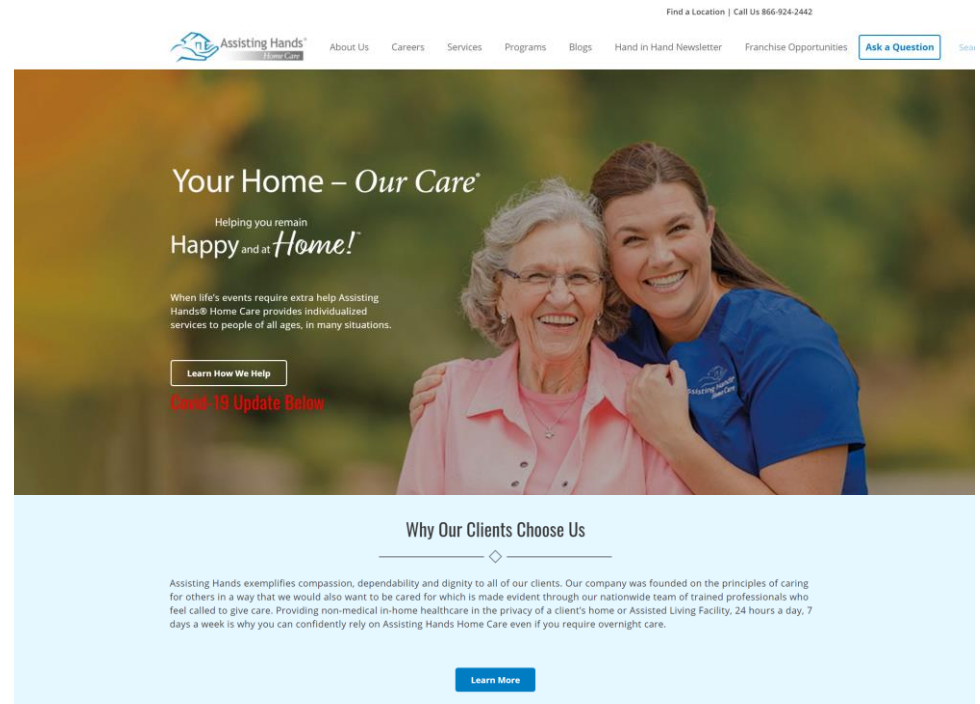 Find a Location | Call Us 866-924-2442
Assisting Hands®
Home Care
About Us Careers Services Programs Blogs Hand in Hand Newsletter Franchise Opportunities Ask a Question
Your Home – Our Care®
Helping you remain
Happy and at Home!™
When life's events require extra help Assisting
Hands® Home Care provides individualized
services to people of all ages, in many situations.
Learn How We Help
Covid-19 Update Below
Assisting Hands
Home Care
Why Our Clients Choose Us
Assisting Hands exemplifies compassion, dependability and dignity to all of our clients. Our company was founded on the principles of caring
for others in a way that we would also want to be cared for which is made evident through our nationwide team of trained professionals who
feel called to give care. Providing non-medical in-home healthcare in the privacy of a client's home or Assisted Living Facility, 24 hours a day, 7
days a week is why you can confidently rely on Assisting Hands Home Care even if you require overnight care.
Learn More